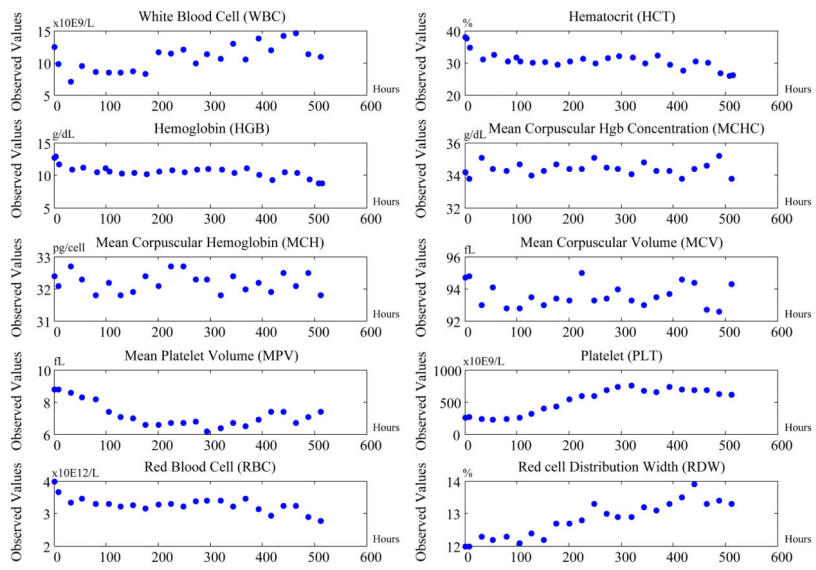 White Blood Cell (WBC)
x10E9/L
Observed Values
15
10
5
0 100 200 300 400 500 600
Hours
Hematocrit (HCT)
%
Observed Values
40
30
20
0 100 200 300 400 500 600
Hours
Hemoglobin (HGB)
g/dL
Observed Values
15
10
5
0 100 200 300 400 500 600
Hours
Mean Corpuscular Hgb Concentration (MCHC)
g/dL
Observed Values
36
34
32
0 100 200 300 400 500 600
Hours
Mean Corpuscular Hemoglobin (MCH)
pg/cell
Observed Values
33
32
31
0 100 200 300 400 500 600
Hours
Mean Corpuscular Volume (MCV)
fL
Observed Values
96
94
92
0 100 200 300 400 500 600
Hours
Mean Platelet Volume (MPV)
fL
Observed Values
10
8
6
0 100 200 300 400 500 600
Hours
Platelet (PLT)
x10E9/L
Observed Values
1000
500
0
0 100 200 300 400 500 600
Hours
Red Blood Cell (RBC)
x10E12/L
Observed Values
4
3
2
0 100 200 300 400 500 600
Hours
Red cell Distribution Width (RDW)
%
Observed Values
14
13
12
0 100 200 300 400 500 600
Hours